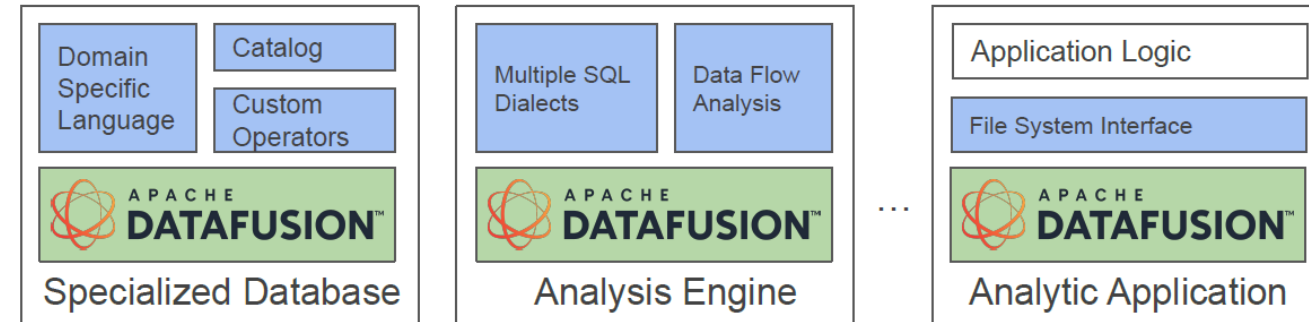 Domain
Specific
Language
Catalog
Custom
Operators
APACHE
DATAFUSION™
Specialized Database
Multiple SQL
Dialects
Data Flow
Analysis
APACHE
DATAFUSION™
Analysis Engine
...
Application Logic
File System Interface
APACHE
DATAFUSION™
Analytic Application